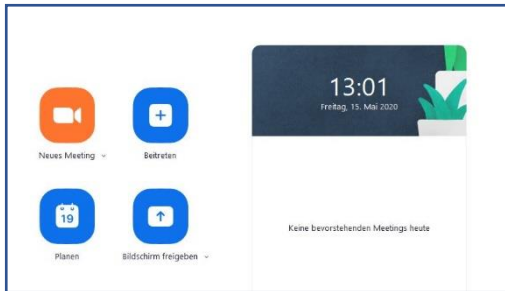 13:01
Freitag, 15. Mai 2020
Neues Meeting
Beitreten
19
Planen
Bildschirm freigeben
Keine bevorstehenden Meetings heute